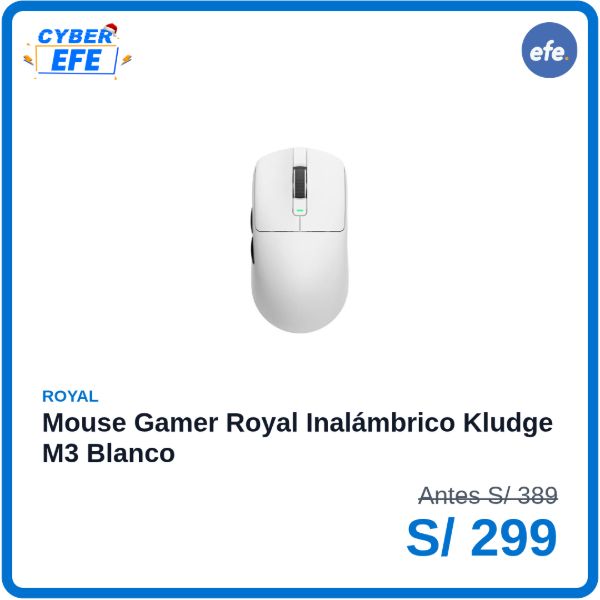 CYBER
EFE
efe.
ROYAL
Mouse Gamer Royal Inalámbrico Kludge
M3 Blanco
Antes S/ 389
S/ 299